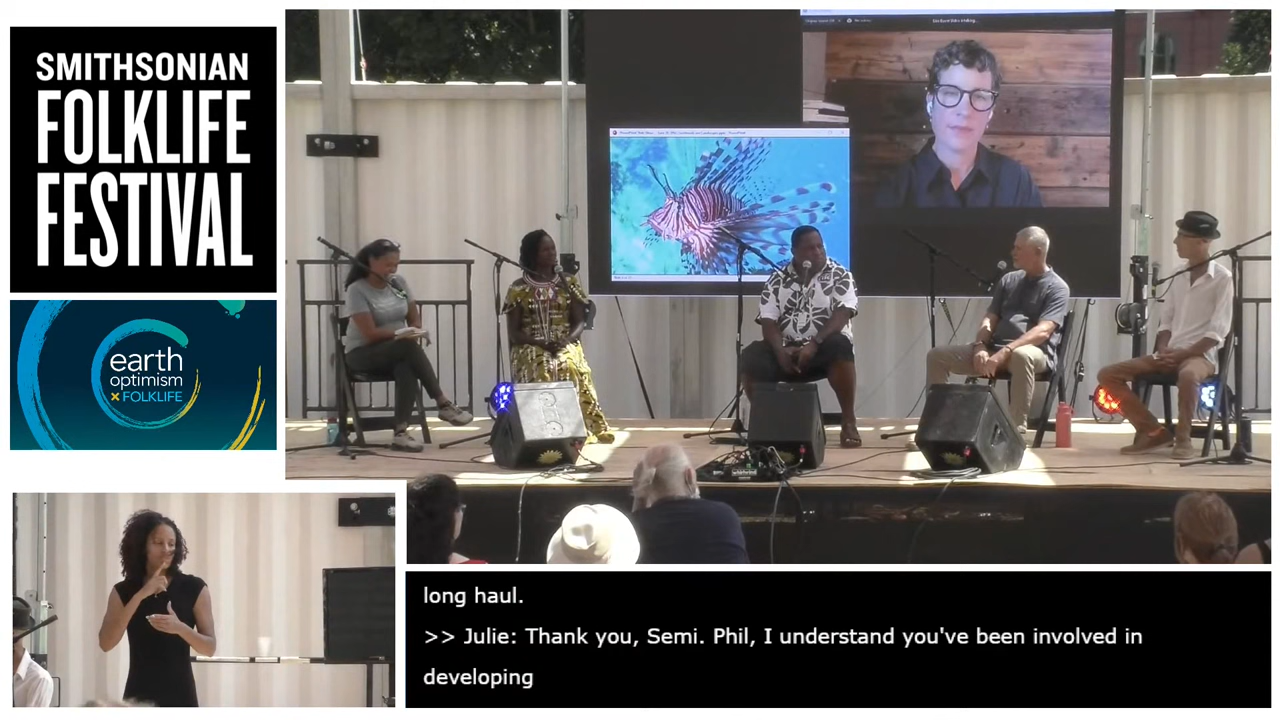 SMITHSONIAN
FOLKLIFE
FESTIVAL
earth
optimism
×FOLKLIFE
long haul.
>> Julie: Thank you, Semi. Phil, I understand you've been involved in
developing